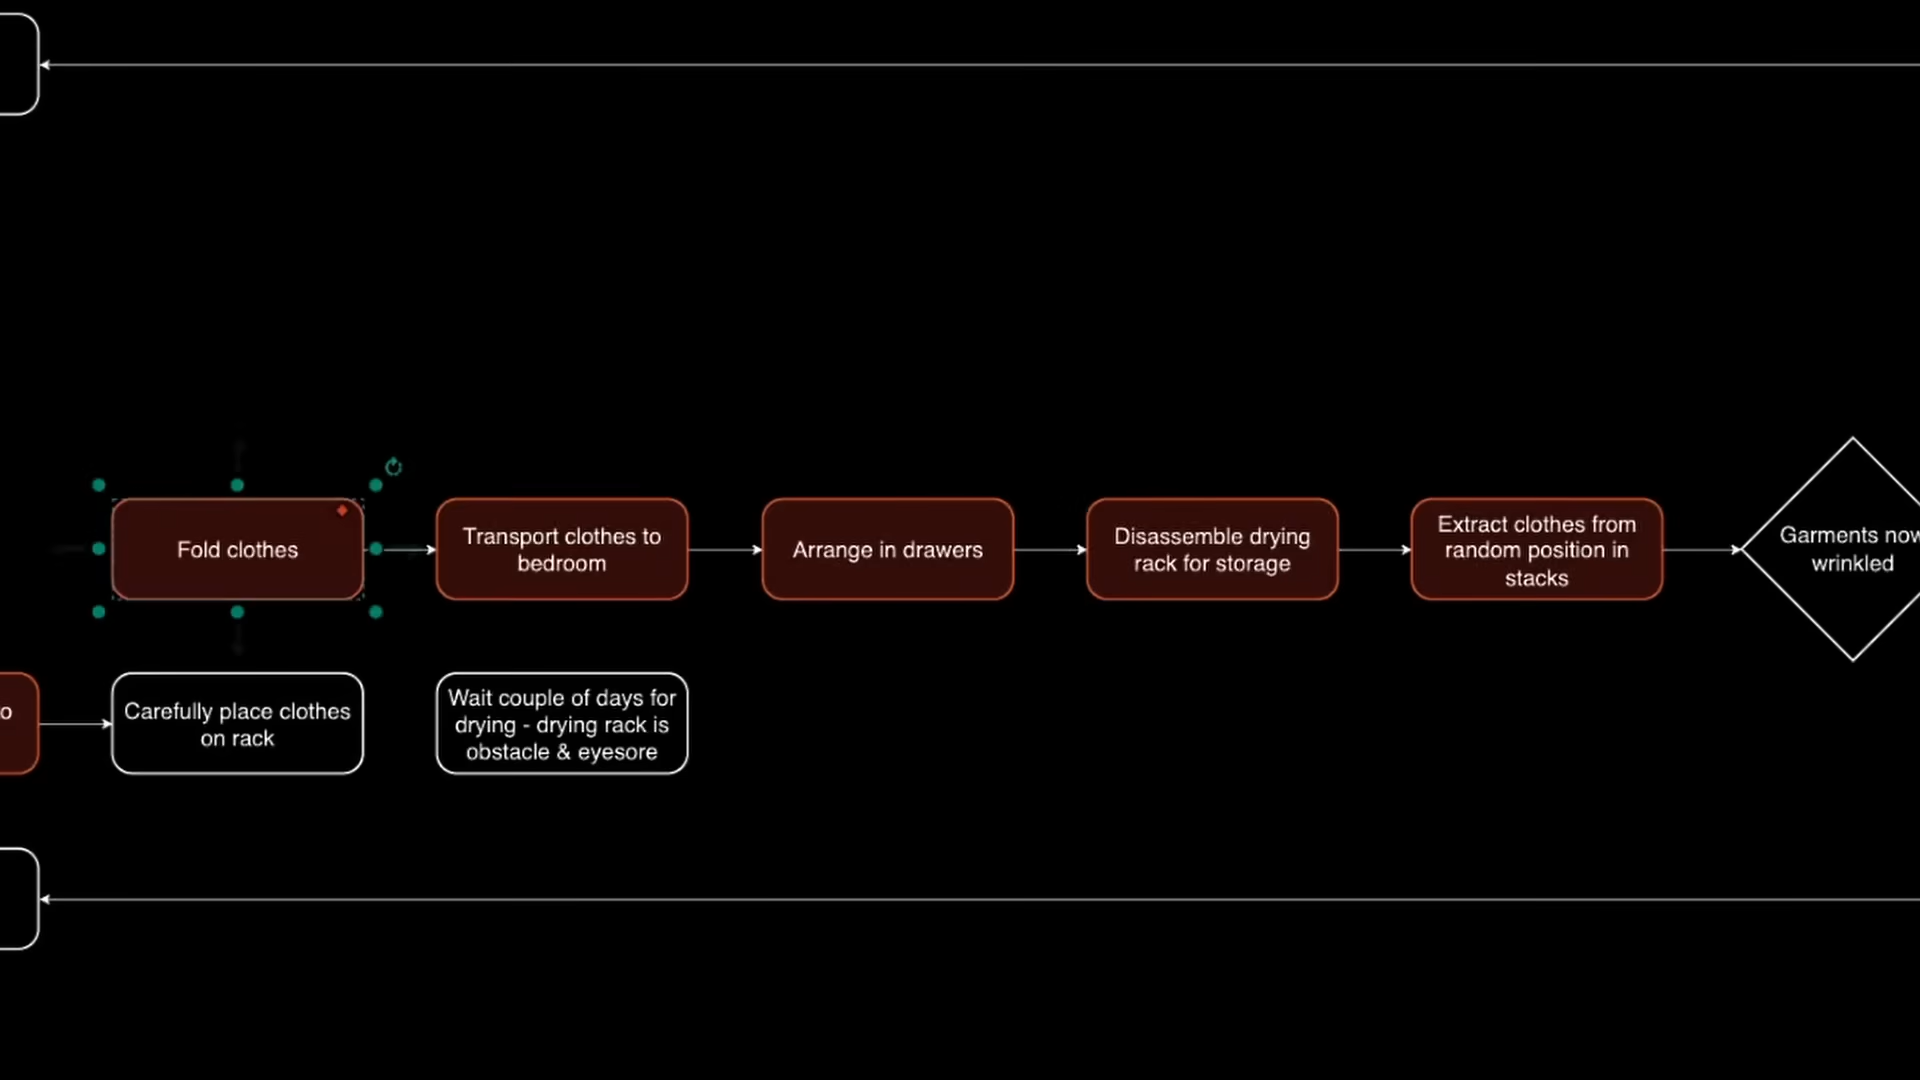 Fold clothes
Transport clothes to
bedroom
Arrange in drawers
Disassemble drying
rack for storage
Extract clothes from
random position in
stacks
Garments now
wrinkled
o
Carefully place clothes
on rack
Wait couple of days for
drying - drying rack is
obstacle & eyesore